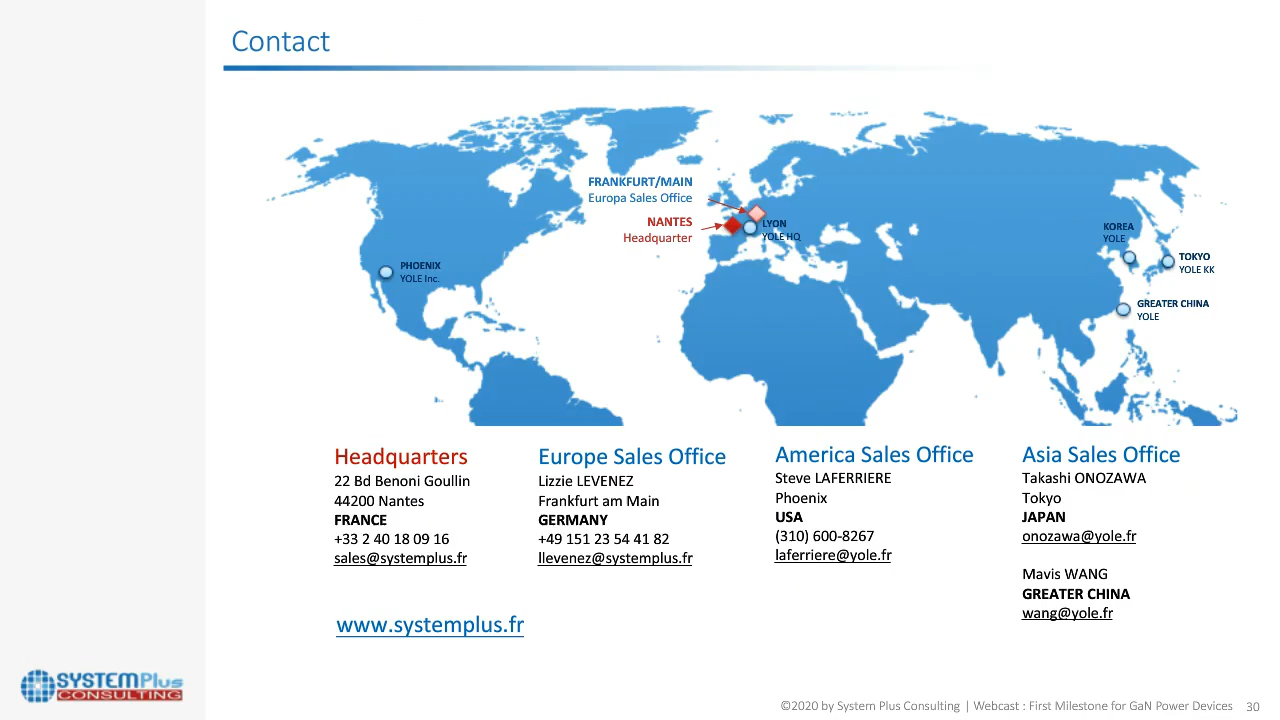 Contact
FRANKFURT/MAIN
Europa Sales Office
NANTES
Headquarter
LYON
YOLE HQ
PHOENIX
YOLE Inc.
KOREA
YOLE
TOKYO
YOLE KK
GREATER CHINA
YOLE
Headquarters
22 Bd Benoni Goullin
44200 Nantes
FRANCE
+33 2 40 18 09 16
sales@systemplus.fr
Europe Sales Office
Lizzie LEVENEZ
Frankfurt am Main
GERMANY
+49 151 23 54 41 82
llevenez@systemplus.fr
America Sales Office
Steve LAFERRIERE
Phoenix
USA
(310) 600-8267
laferriere@yole.fr
Asia Sales Office
Takashi ONOZAWA
Tokyo
JAPAN
onozawa@yole.fr
Mavis WANG
GREATER CHINA
wang@yole.fr
www.systemplus.fr
SYSTEMPlus
CONSULTING
©2020 by System Plus Consulting | Webcast : First Milestone for GaN Power Devices 30